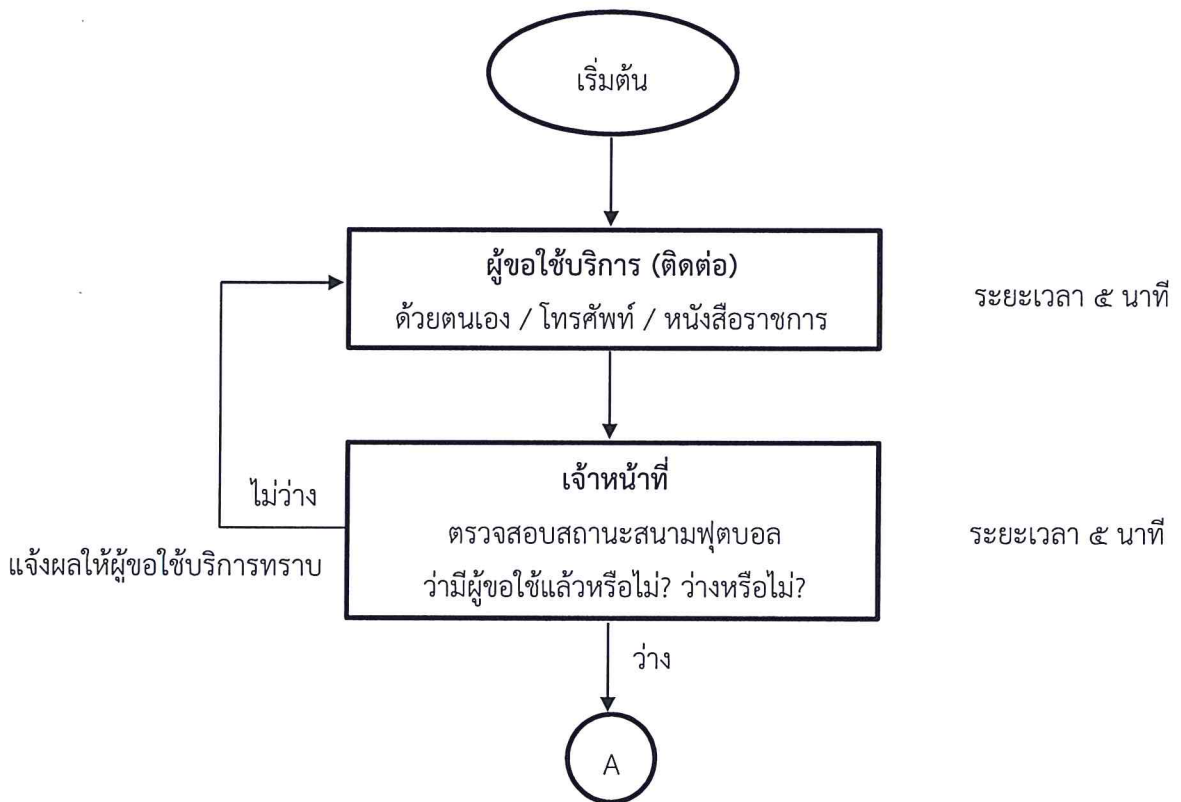 เริ่มต้น
ผู้ขอใช้บริการ (ติดต่อ)
ด้วยตนเอง / โทรศัพท์ / หนังสือราชการ
ระยะเวลา ๕ นาที
เจ้าหน้าที่
ตรวจสอบสถานะสนามฟุตบอล
ว่ามีผู้ขอใช้แล้วหรือไม่? ว่างหรือไม่?
ระยะเวลา ๕ นาที
ไม่ว่าง
แจ้งผลให้ผู้ขอใช้บริการทราบ
ว่าง
A